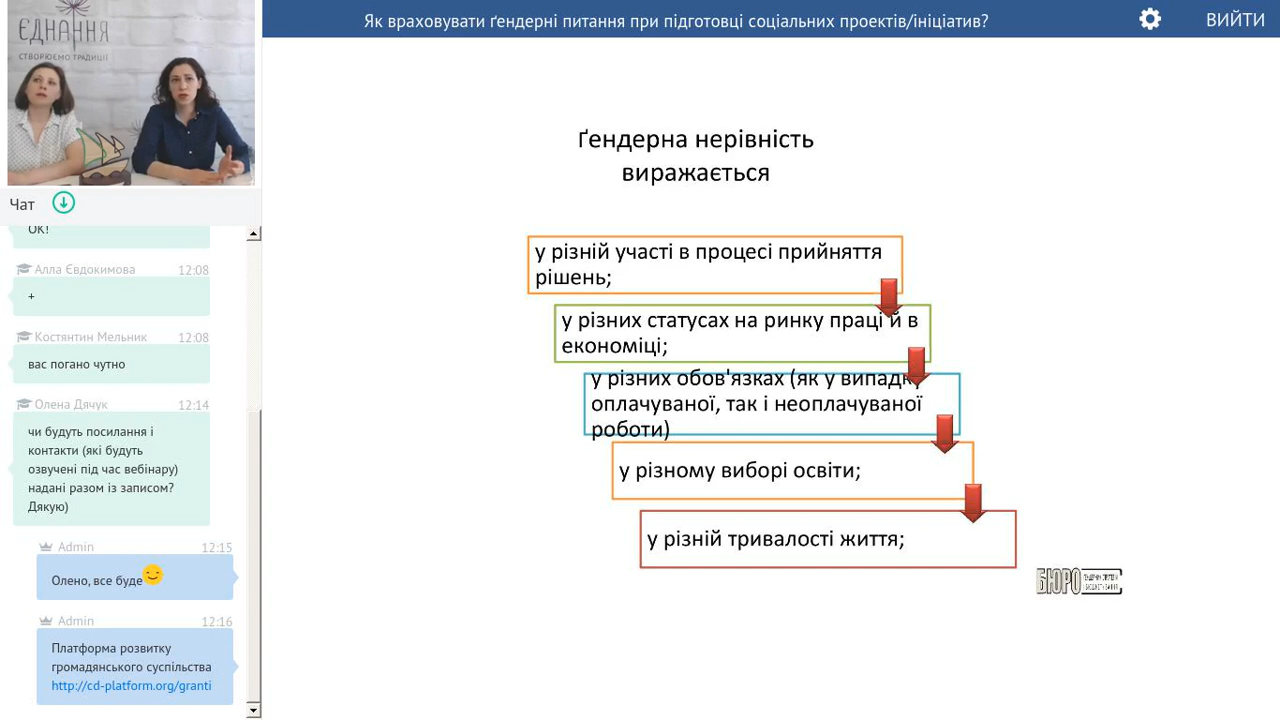 ЄДНАННЯ
СТВОРЮЄМО ТРАДИЦІЇ
Як враховувати ґендерні питання при підготовці соціальних проектів/ініціатив?
ВИЙТИ
Чат
ОК!
Алла Євдокимова 12:08
+
Костянтин Мельник 12:08
вас погано чутно
Олена Дячук 12:14
чи будуть посилання і
контакти (які будуть
озвучені під час вебінару)
надані разом із записом?
Дякую)
Admin 12:15
Олено, все буде
Admin 12:16
Платформа розвитку
громадянського суспільства
http://cd-platform.org/granti
Ґендерна нерівність
виражається
у різній участі в процесі прийняття
рішень;
у різних статусах на ринку праці й в
економіці;
у різних обов'язках (як у випадку
оплачуваної, так і неоплачуваної
роботи)
у різному виборі освіти;
у різній тривалості життя;
БЮРО